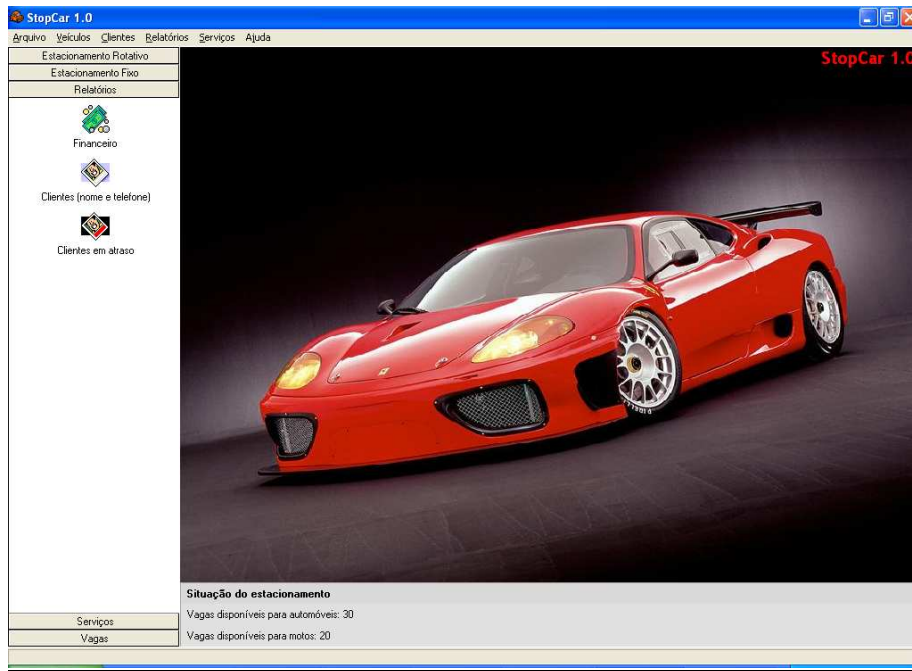 StopCar 1.0
Arquivo Veículos Clientes Relatórios Serviços Ajuda
Estacionamento Rotativo
Estacionamento Fixo
Relatórios
Financeiro
Clientes (nome e telefone)
Clientes em atraso
Serviços
Vagas
StopCar 1.0
Situação do estacionamento
Vagas disponíveis para automóveis: 30
Vagas disponíveis para motos: 20